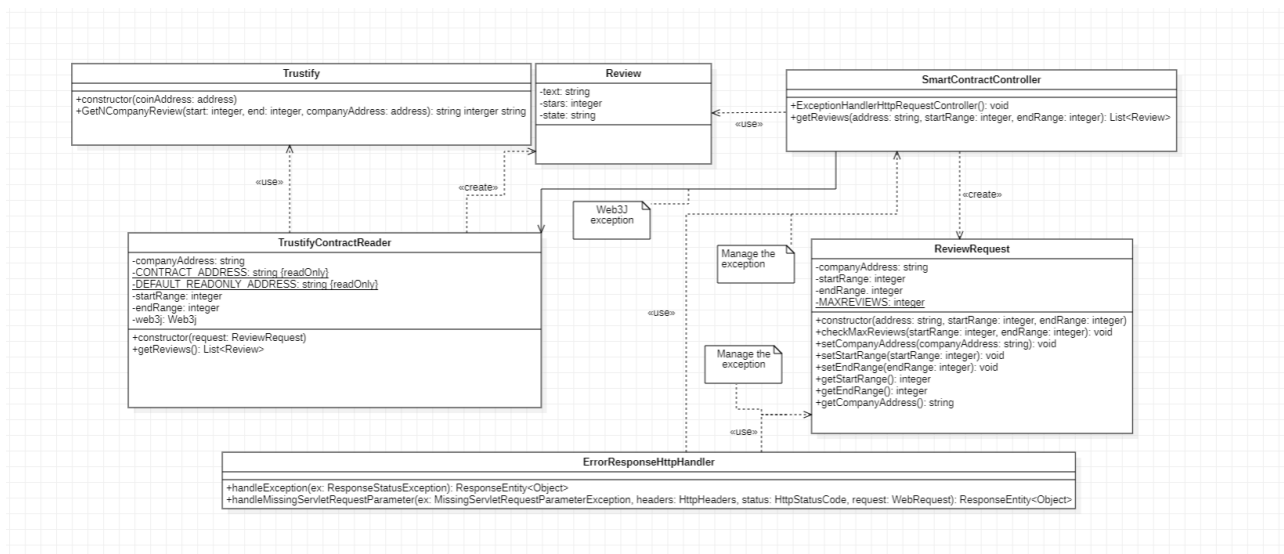 Trustify
+constructor(coinAddress: address)
+GetNCompanyReview(start: integer, end: integer, companyAddress: address): string interger string
Review
-text: string
-stars: integer
-state: string
SmartContractController
+ExceptionHandlerHttpRequestController(): void
+getReviews(address: string, startRange: integer, endRange: integer): List<Review>
«use»
«use»
«create»
«create»
Web3J
exception
Manage the
exception
TrustifyContractReader
-companyAddress: string
-CONTRACT_ADDRESS: string {readOnly}
-DEFAULT_READONLY_ADDRESS: string {readOnly}
-startRange: integer
-endRange: integer
-web3j: Web3j
+constructor(request: ReviewRequest)
+getReviews(): List<Review>
ReviewRequest
-companyAddress: string
-startRange: integer
-endRange. integer
-MAXREVIEWS: integer
+constructor(address: string, startRange: integer, endRange: integer)
+checkMaxReviews(startRange: integer, endRange: integer): void
+setCompanyAddress(companyAddress: string): void
+setStartRange(startRange: integer): void
+setEndRange(endRange: integer): void
+getStartRange(): integer
+getEndRange(): integer
+getCompanyAddress(): string
«use»
Manage the
exception
«use»
ErrorResponseHttpHandler
+handleException(ex: ResponseStatusException): ResponseEntity<Object>
+handleMissingServletRequestParameter(ex: MissingServletRequestParameterException, headers: HttpHeaders, status: HttpStatusCode, request: WebRequest): ResponseEntity<Object>